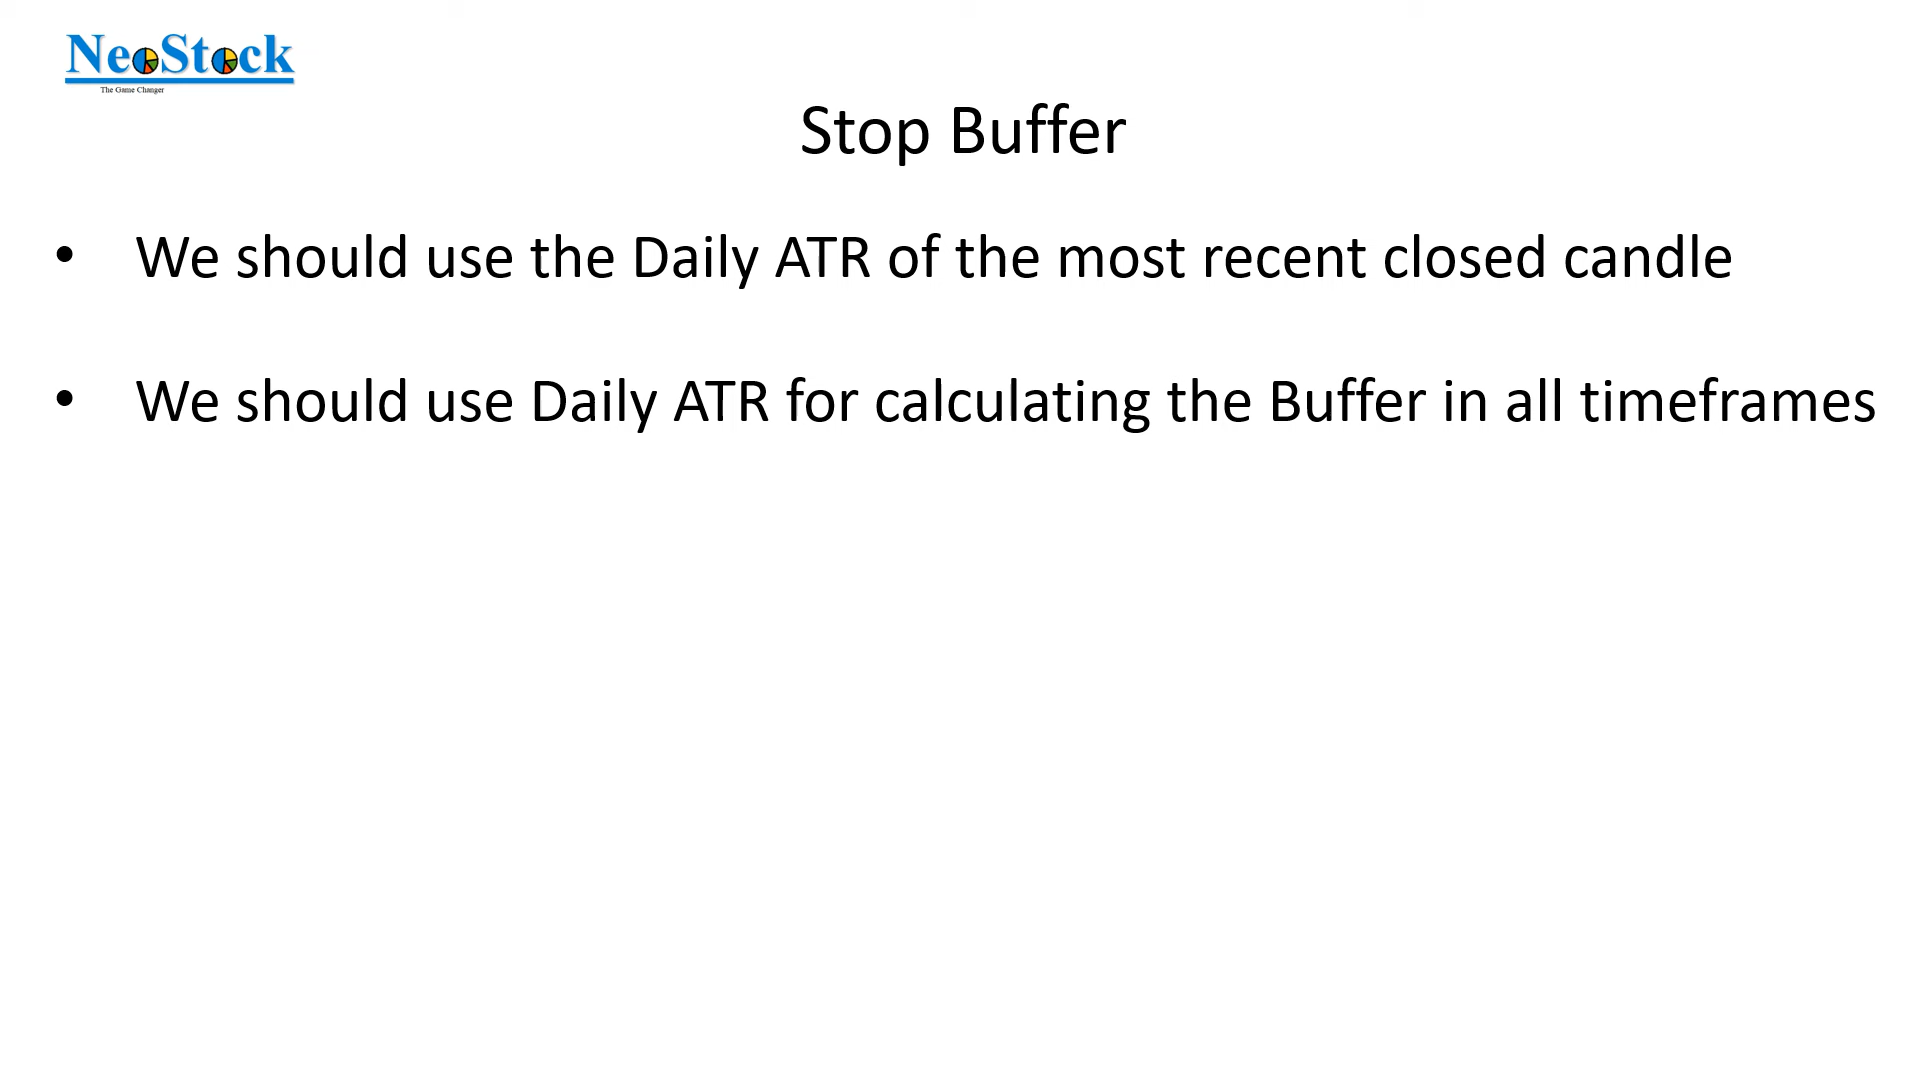 NeoStock
The Game Changer
Stop Buffer
• We should use the Daily ATR of the most recent closed candle
• We should use Daily ATR for calculating the Buffer in all timeframes